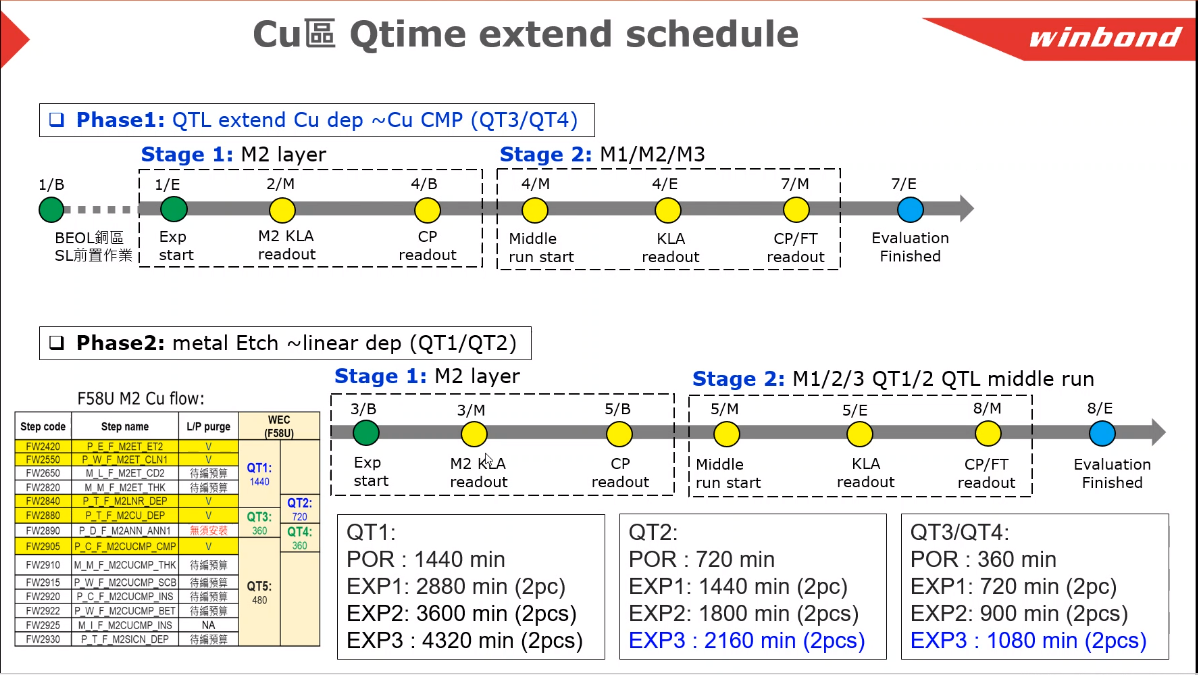 Cu區 Qtime extend schedule
winbond
❑ Phase1: QTL extend Cu dep ~Cu CMP (QT3/QT4)
Stage 1: M2 layer
Stage 2: M1/M2/M3
1/B 1/E 2/M 4/B 4/M 4/E 7/M 7/E
BEOL銅區
SL前置作業
Exp
start
M2 KLA
readout
CP
readout
Middle
run start
KLA
readout
CP/FT
readout
Evaluation
Finished
❑ Phase2: metal Etch ~linear dep (QT1/QT2)
Stage 1: M2 layer
Stage 2: M1/2/3 QT1/2 QTL middle run
3/B 3/M 5/B 5/M 5/E 8/M 8/E
Exp
start
M2 KLA
readout
CP
readout
Middle
run start
KLA
readout
CP/FT
readout
Evaluation
Finished
F58U M2 Cu flow:
Step code Step name L/P purge WEC
(F58U)
FW2420 P_E_F_M2ET_ET2 V
FW2550 P_W_F_M2ET_CLN1 V
FW2650 M_L_F_M2ET_CD2 待編預算
FW2820 M_M_F_M2ET_THK 待編預算
FW2840 P_T_F_M2LNR_DEP V
FW2880 P_T_F_M2CU_DEP V
FW2890 P_D_F_M2ANN_ANN1 無須安裝
FW2905 P_C_F_M2CUCMP_CMP V
FW2910 M_M_F_M2CUCMP_THK 待編預算
FW2915 P_W_F_M2CUCMP_SCB 待編預算
FW2920 P_C_F_M2CUCMP_INS 待編預算
FW2922 P_W_F_M2CUCMP_BET 待編預算
FW2925 M_I_F_M2CUCMP_INS NA
FW2930 P_T_F_M2SICN_DEP 待編預算
QT1:
1440
QT2:
720
QT3:
360
QT4:
360
QT5:
480
QT1:
POR : 1440 min
EXP1: 2880 min (2pc)
EXP2: 3600 min (2pcs)
EXP3 : 4320 min (2pcs)
QT2:
POR : 720 min
EXP1: 1440 min (2pc)
EXP2: 1800 min (2pcs)
EXP3 : 2160 min (2pcs)
QT3/QT4:
POR : 360 min
EXP1: 720 min (2pc)
EXP2: 900 min (2pcs)
EXP3 : 1080 min (2pcs)